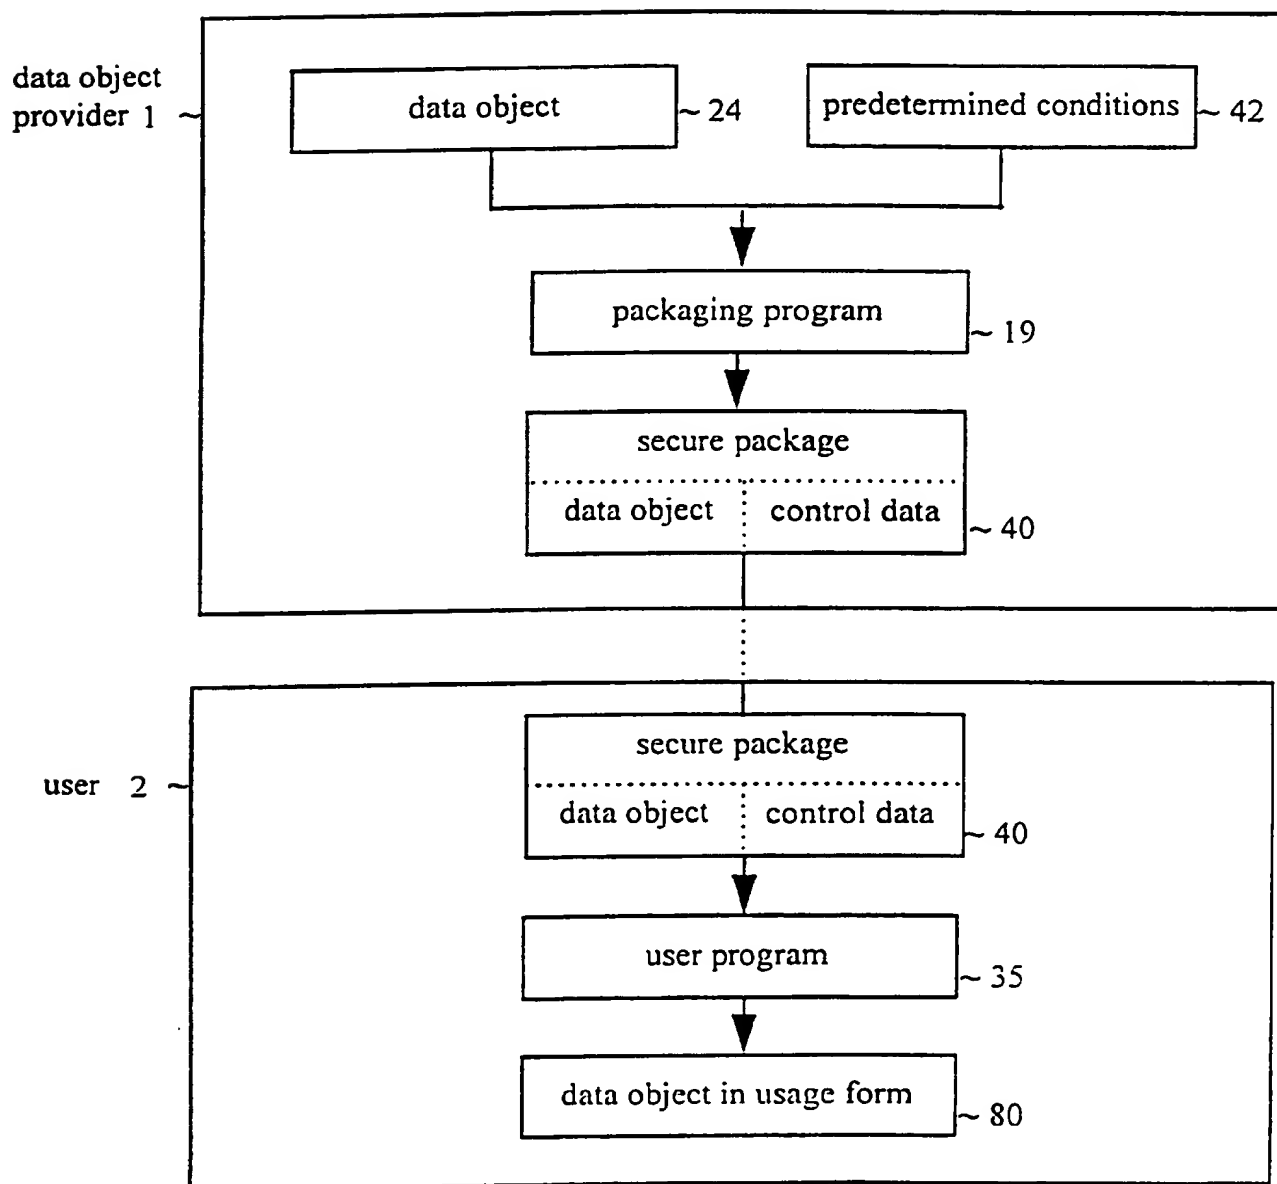 data object
provider 1 ~
data object
~ 24
predetermined conditions
~ 42
packaging program
~ 19
secure package
data object
control data
~ 40
user 2 ~
secure package
data object
control data
~ 40
user program
~ 35
data object in usage form
~ 80